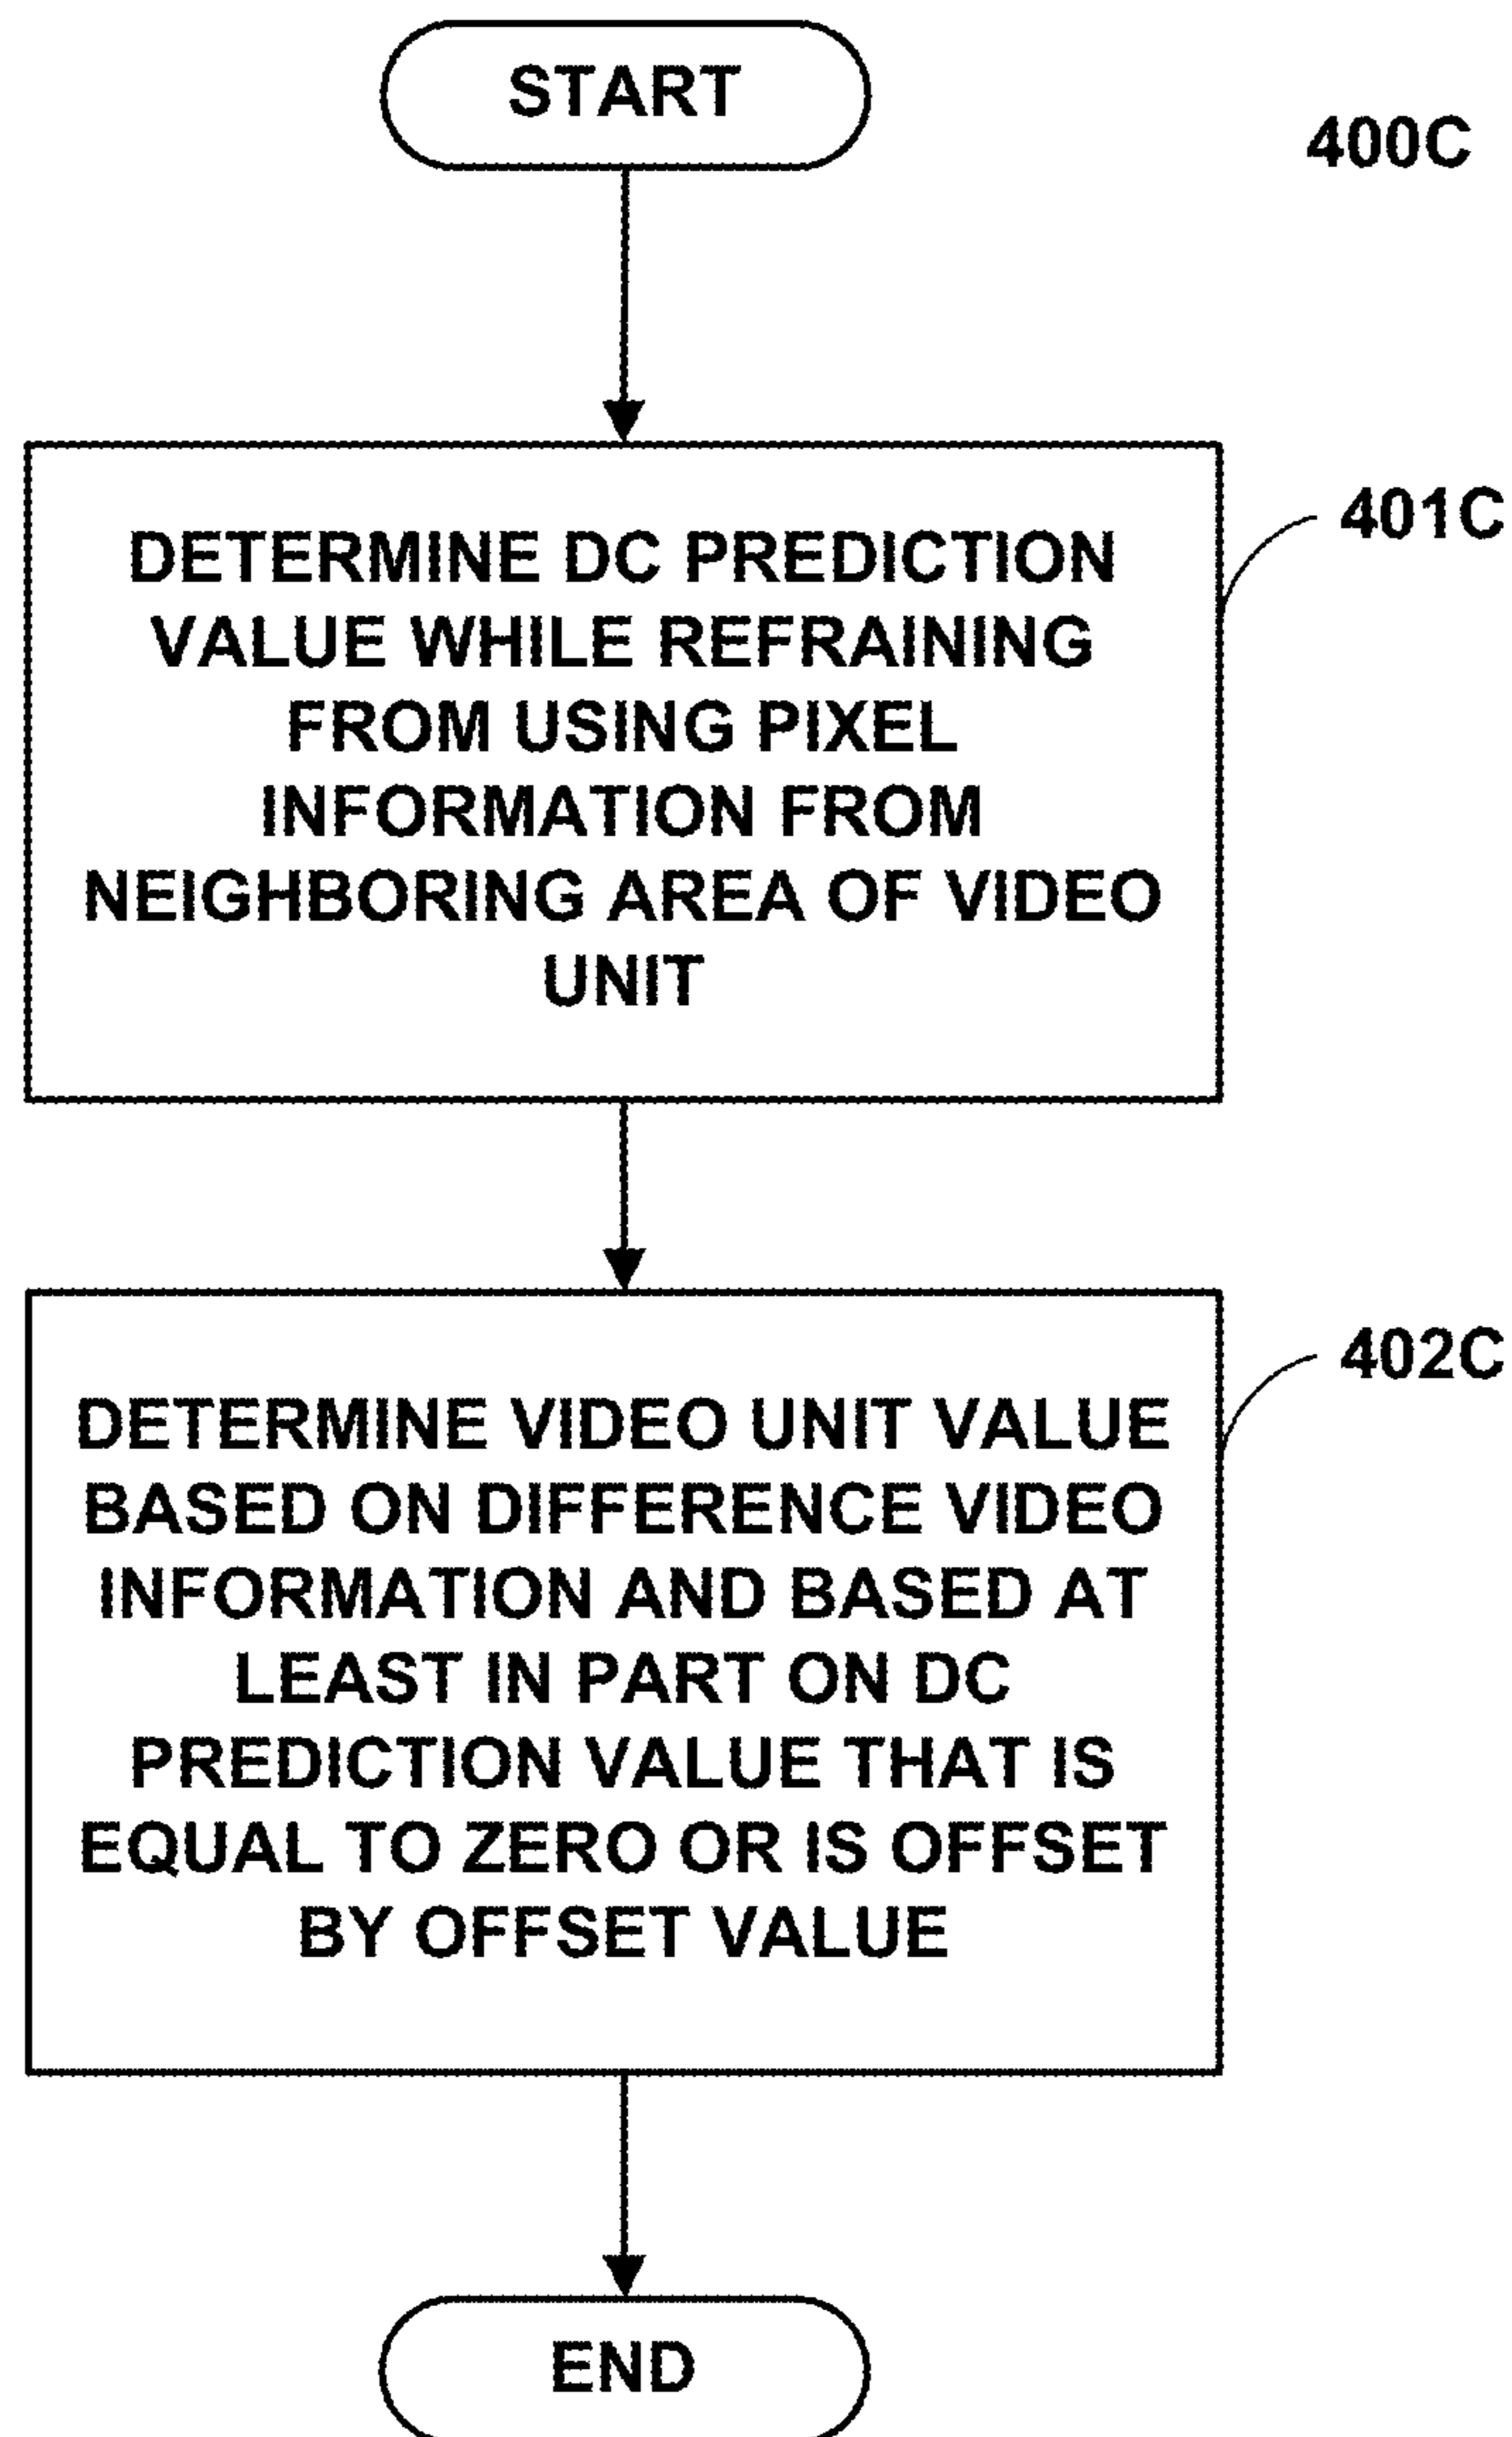 START
400C
401C
DETERMINE DC PREDICTION
VALUE WHILE REFRAINING
FROM USING PIXEL
INFORMATION FROM
NEIGHBORING AREA OF VIDEO
UNIT
402C
DETERMINE VIDEO UNIT VALUE
BASED ON DIFFERENCE VIDEO
INFORMATION AND BASED AT
LEAST IN PART ON DC
PREDICTION VALUE THAT IS
EQUAL TO ZERO OR IS OFFSET
BY OFFSET VALUE
END